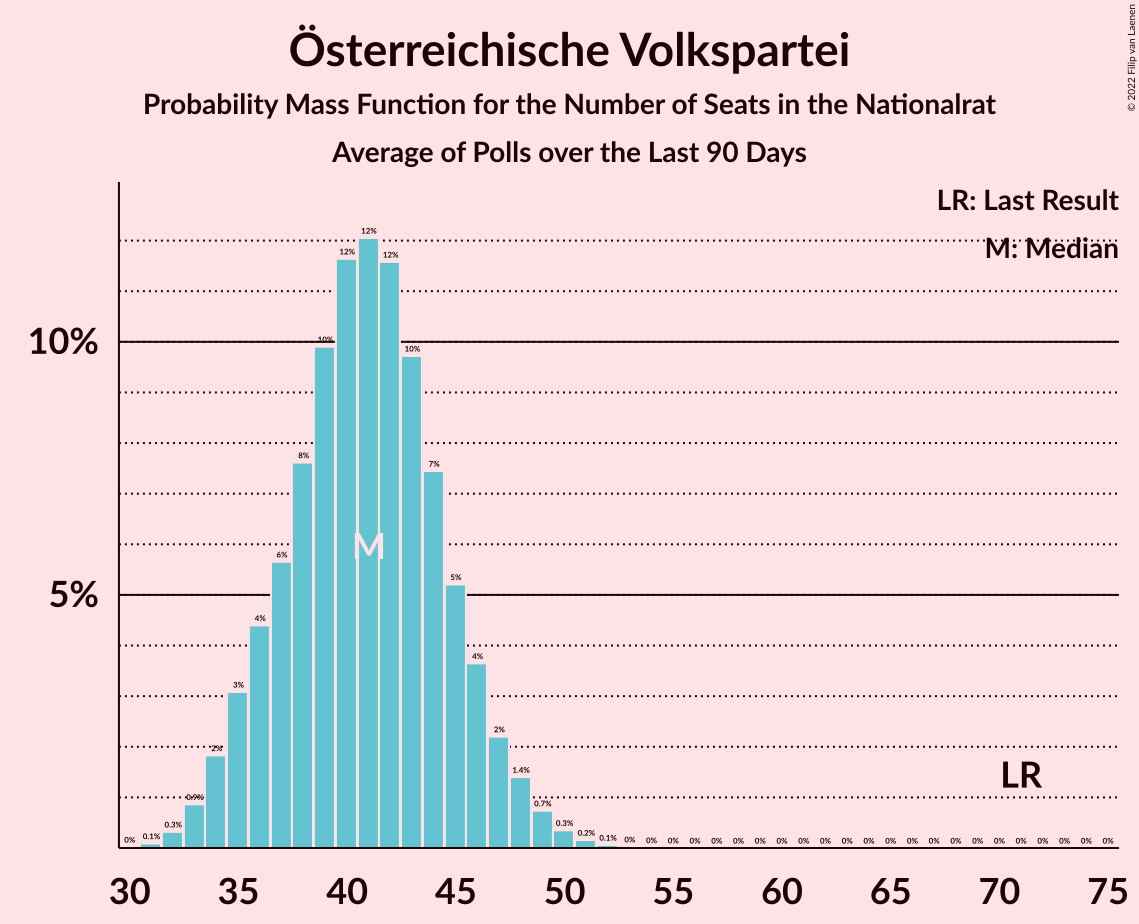 Österreichische Volkspartei
Probability Mass Function for the Number of Seats in the Nationalrat
Average of Polls over the Last 90 Days
© 2022 Filip van Laenen
LR: Last Result
M: Median
10%
5%
0% 0.1% 0.3% 0.9% 2% 3% 4% 6% 8% 10% 12% 12% 12% 10% 7% 5% 4% 2% 1.4% 0.7% 0.3% 0.2% 0.1% 0% 0% 0% 0% 0% 0% 0% 0% 0% 0% 0% 0% 0% 0% 0% 0% 0% 0% 0% 0% 0% 0% 0%
M
LR
30 35 40 45 50 55 60 65 70 75